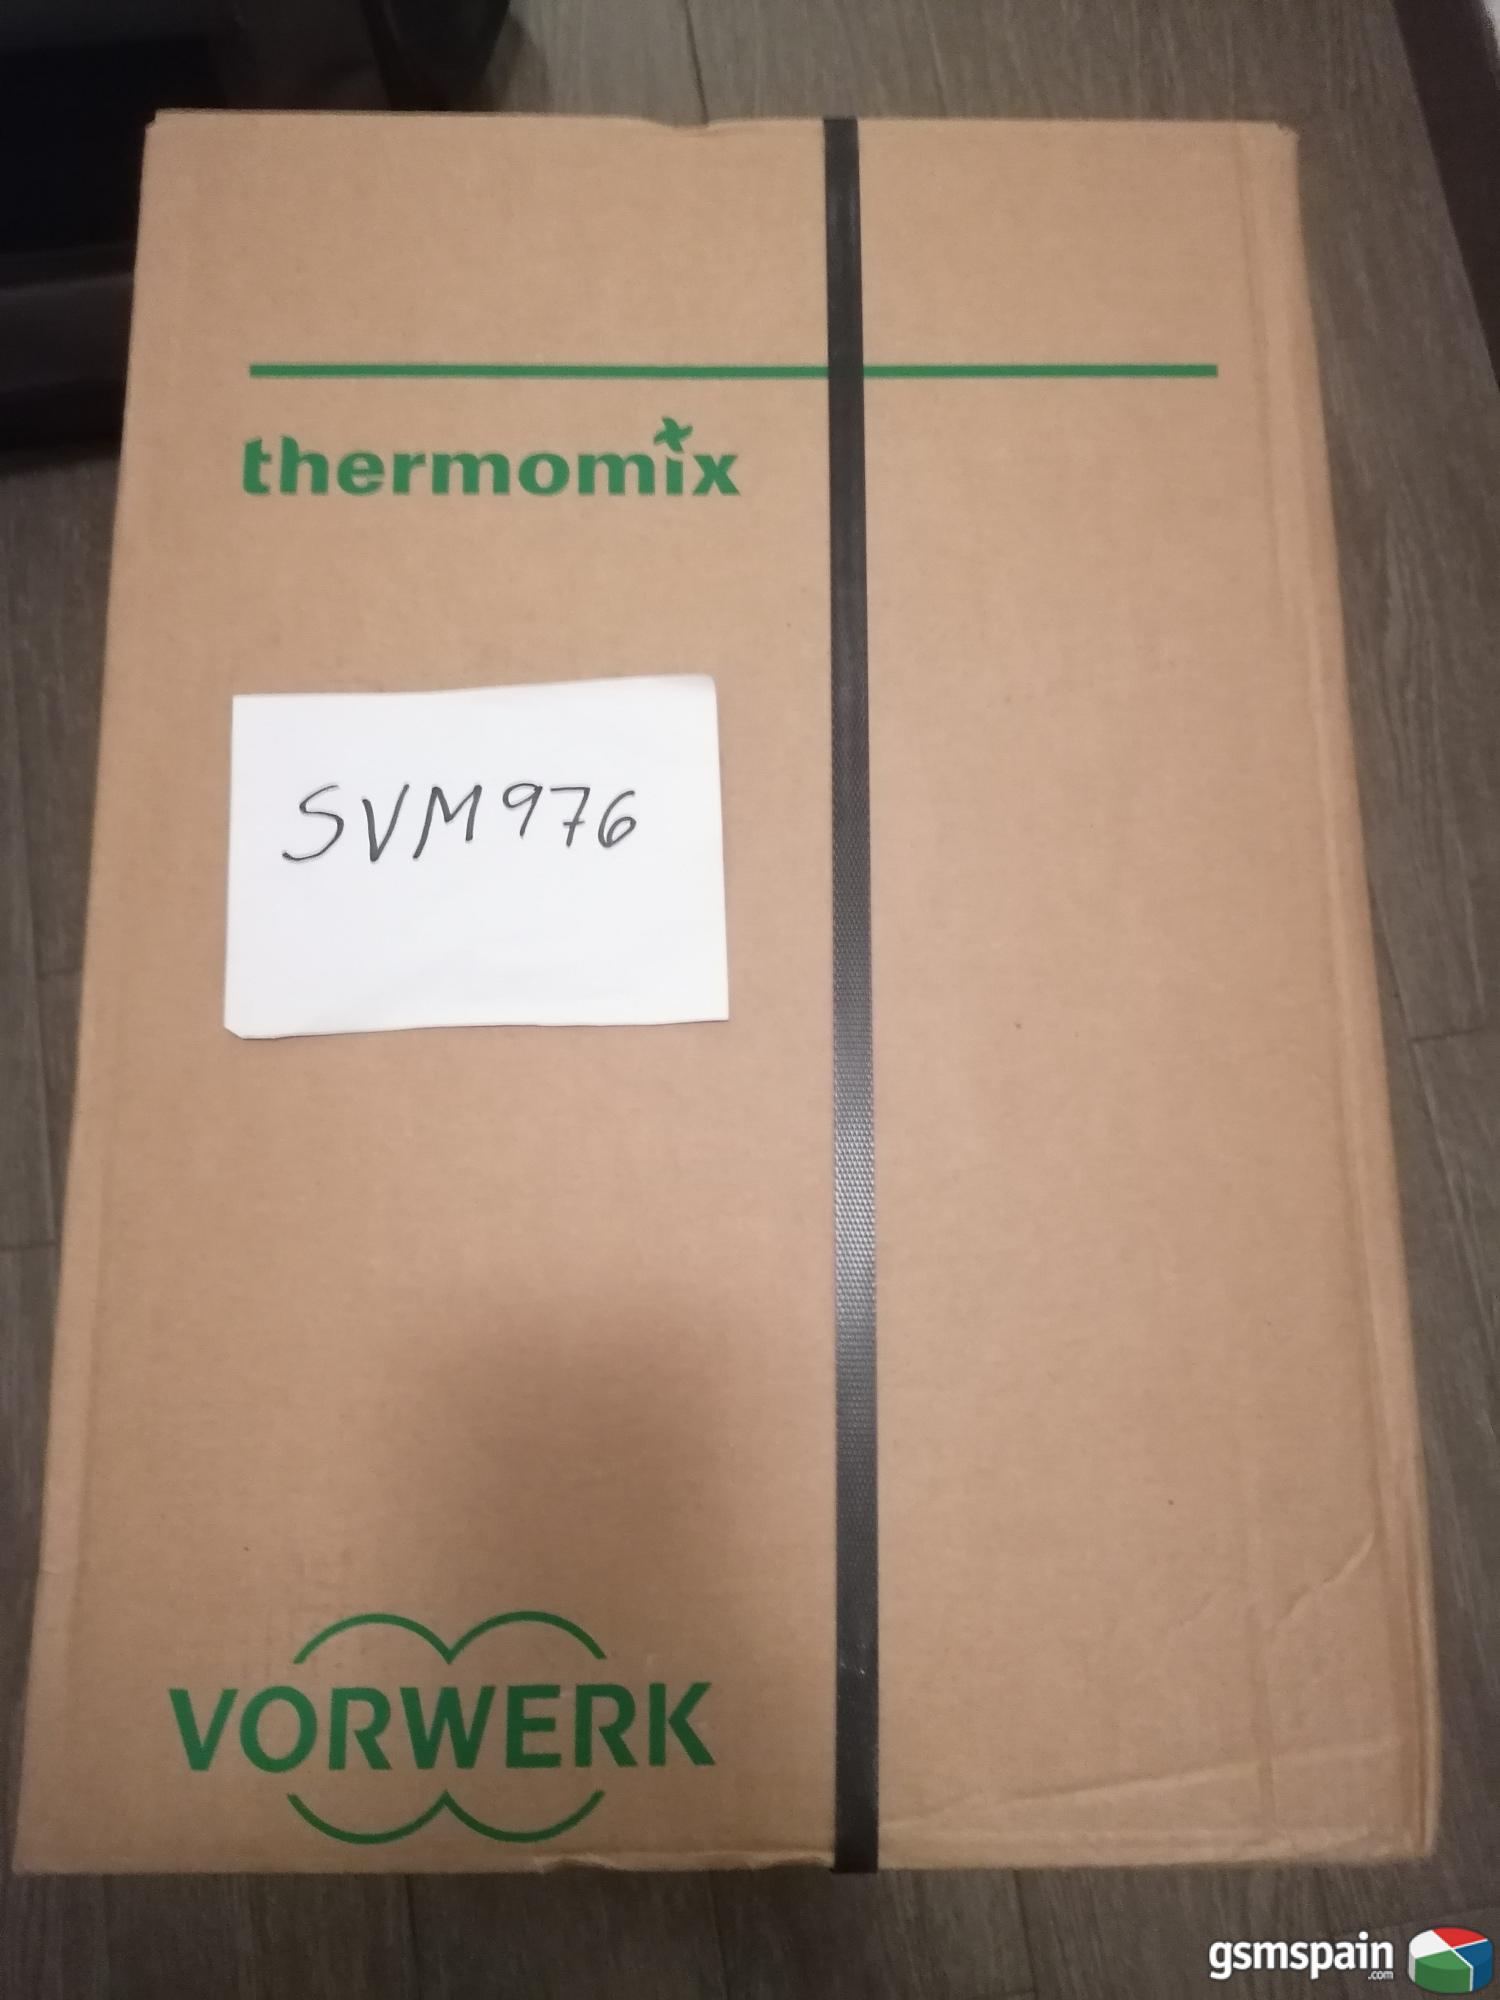 thermomix
SVM976
VORWERK
gsmspain
.com